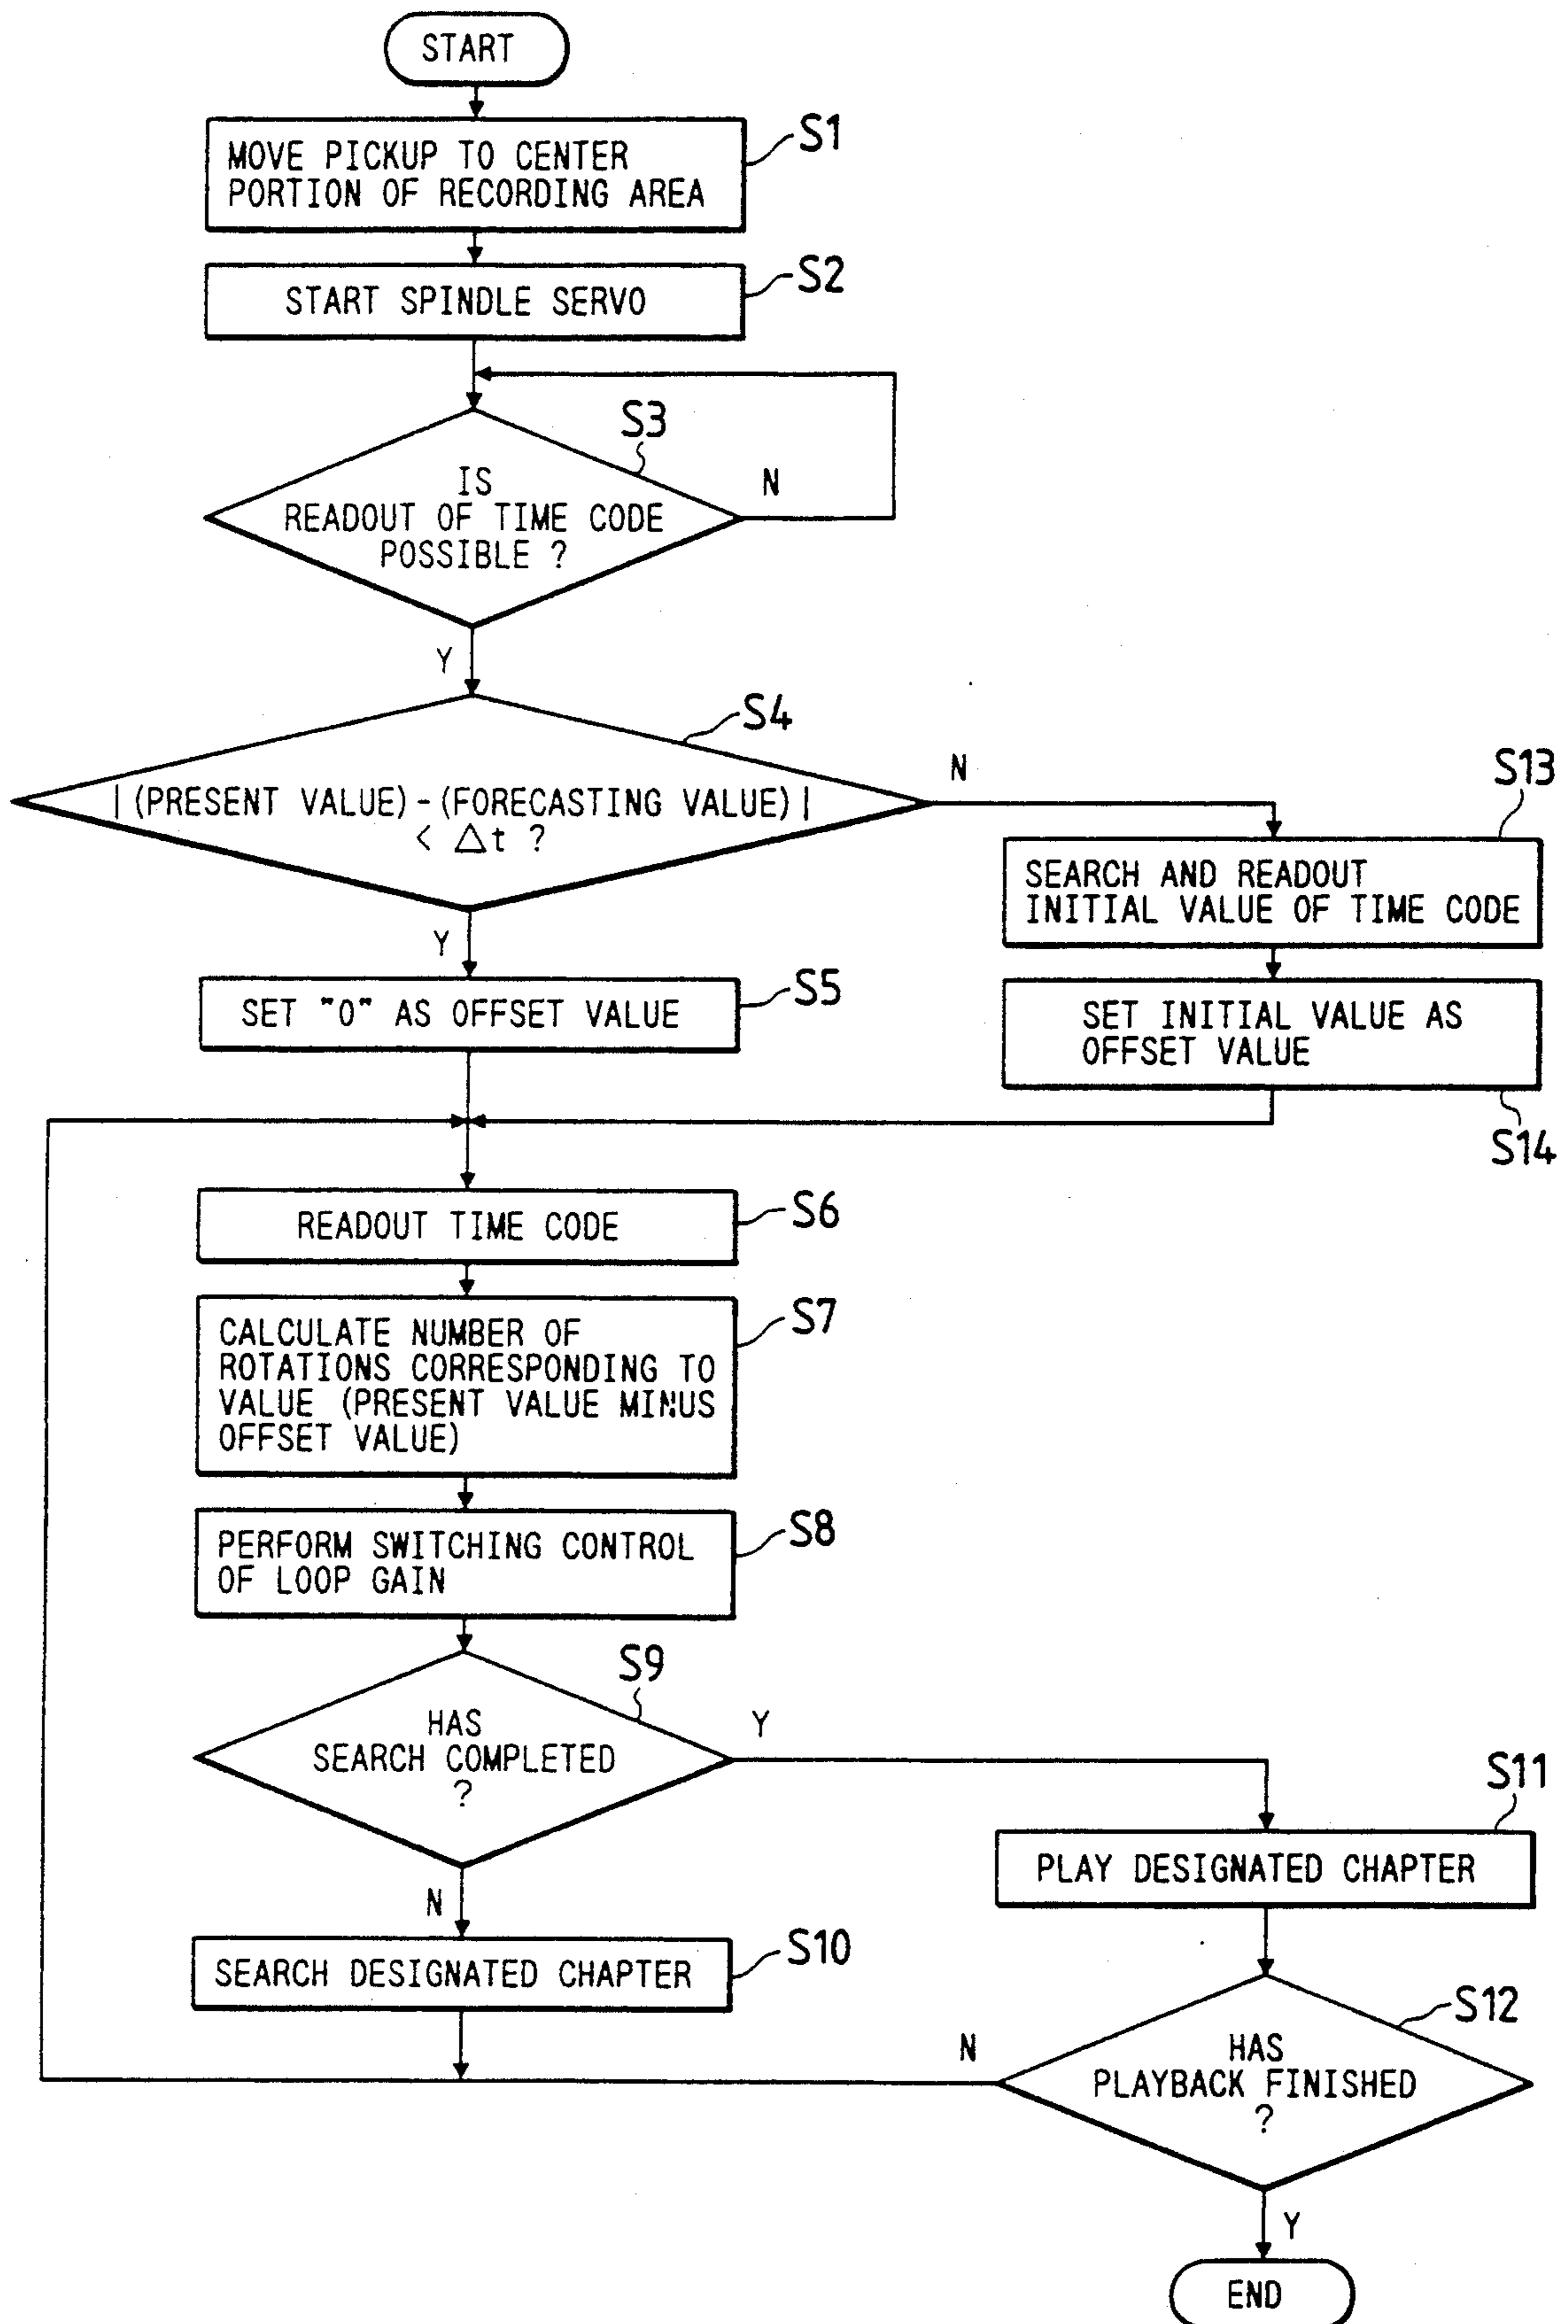 START
S1
MOVE PICKUP TO CENTER
PORTION OF RECORDING AREA
S2
START SPINDLE SERVO
S3
IS
READOUT OF TIME CODE
POSSIBLE ?
N
Y
S4
|(PRESENT VALUE)-(FORECASTING VALUE)|
< △t ?
N
Y
S13
SEARCH AND READOUT
INITIAL VALUE OF TIME CODE
S5
SET "0" AS OFFSET VALUE
SET INITIAL VALUE AS
OFFSET VALUE
S14
S6
READOUT TIME CODE
S7
CALCULATE NUMBER OF
ROTATIONS CORRESPONDING TO
VALUE (PRESENT VALUE MINUS
OFFSET VALUE)
S8
PERFORM SWITCHING CONTROL
OF LOOP GAIN
S9
HAS
SEARCH COMPLETED
?
Y
N
S11
PLAY DESIGNATED CHAPTER
S10
SEARCH DESIGNATED CHAPTER
S12
HAS
PLAYBACK FINISHED
?
N
Y
END